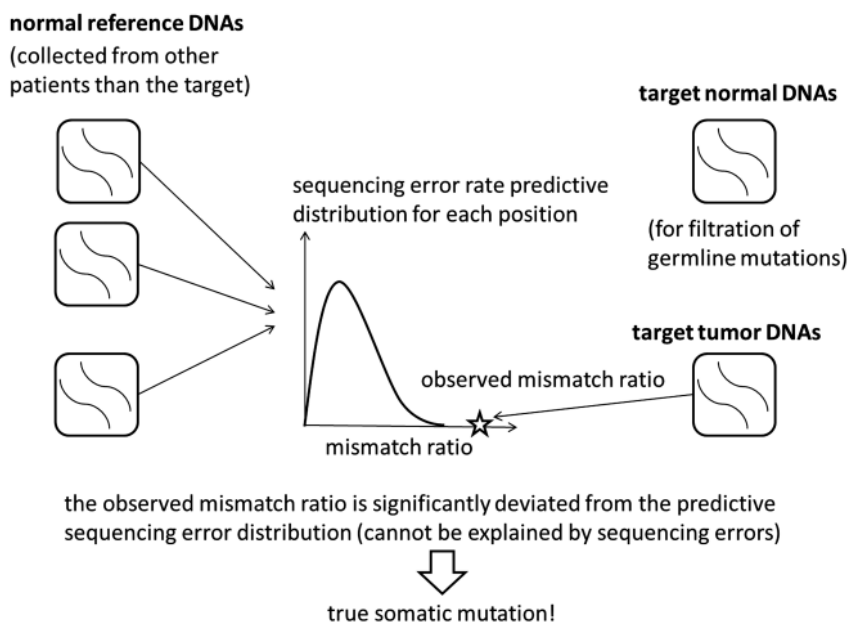 normal reference DNAs
(collected from other
patients than the target)
target normal DNAs
sequencing error rate predictive
distribution for each position
(for filtration of
germline mutations)
target tumor DNAs
observed mismatch ratio
mismatch ratio
the observed mismatch ratio is significantly deviated from the predictive
sequencing error distribution (cannot be explained by sequencing errors)
true somatic mutation!